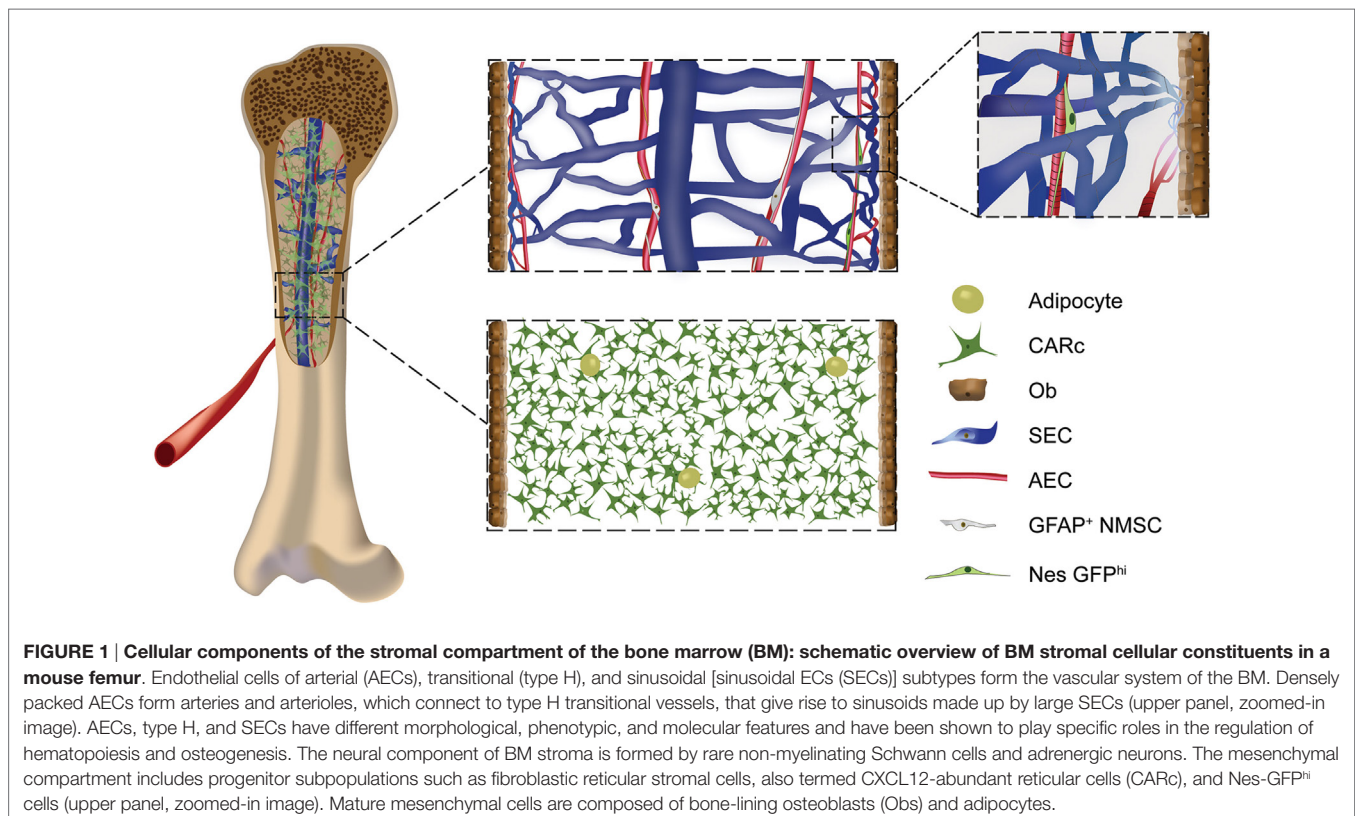 Adipocyte
CARc
Ob
SEC
AEC
GFAP⁺ NMSC
Nes GFPʰⁱ
FIGURE 1 | Cellular components of the stromal compartment of the bone marrow (BM): schematic overview of BM stromal cellular constituents in a
mouse femur. Endothelial cells of arterial (AECs), transitional (type H), and sinusoidal [sinusoidal ECs (SECs)] subtypes form the vascular system of the BM. Densely
packed AECs form arteries and arterioles, which connect to type H transitional vessels, that give rise to sinusoids made up by large SECs (upper panel, zoomed-in
image). AECs, type H, and SECs have different morphological, phenotypic, and molecular features and have been shown to play specific roles in the regulation of
hematopoiesis and osteogenesis. The neural component of BM stroma is formed by rare non-myelinating Schwann cells and adrenergic neurons. The mesenchymal
compartment includes progenitor subpopulations such as fibroblastic reticular stromal cells, also termed CXCL12-abundant reticular cells (CARc), and Nes-GFPʰⁱ
cells (upper panel, zoomed-in image). Mature mesenchymal cells are composed of bone-lining osteoblasts (Obs) and adipocytes.